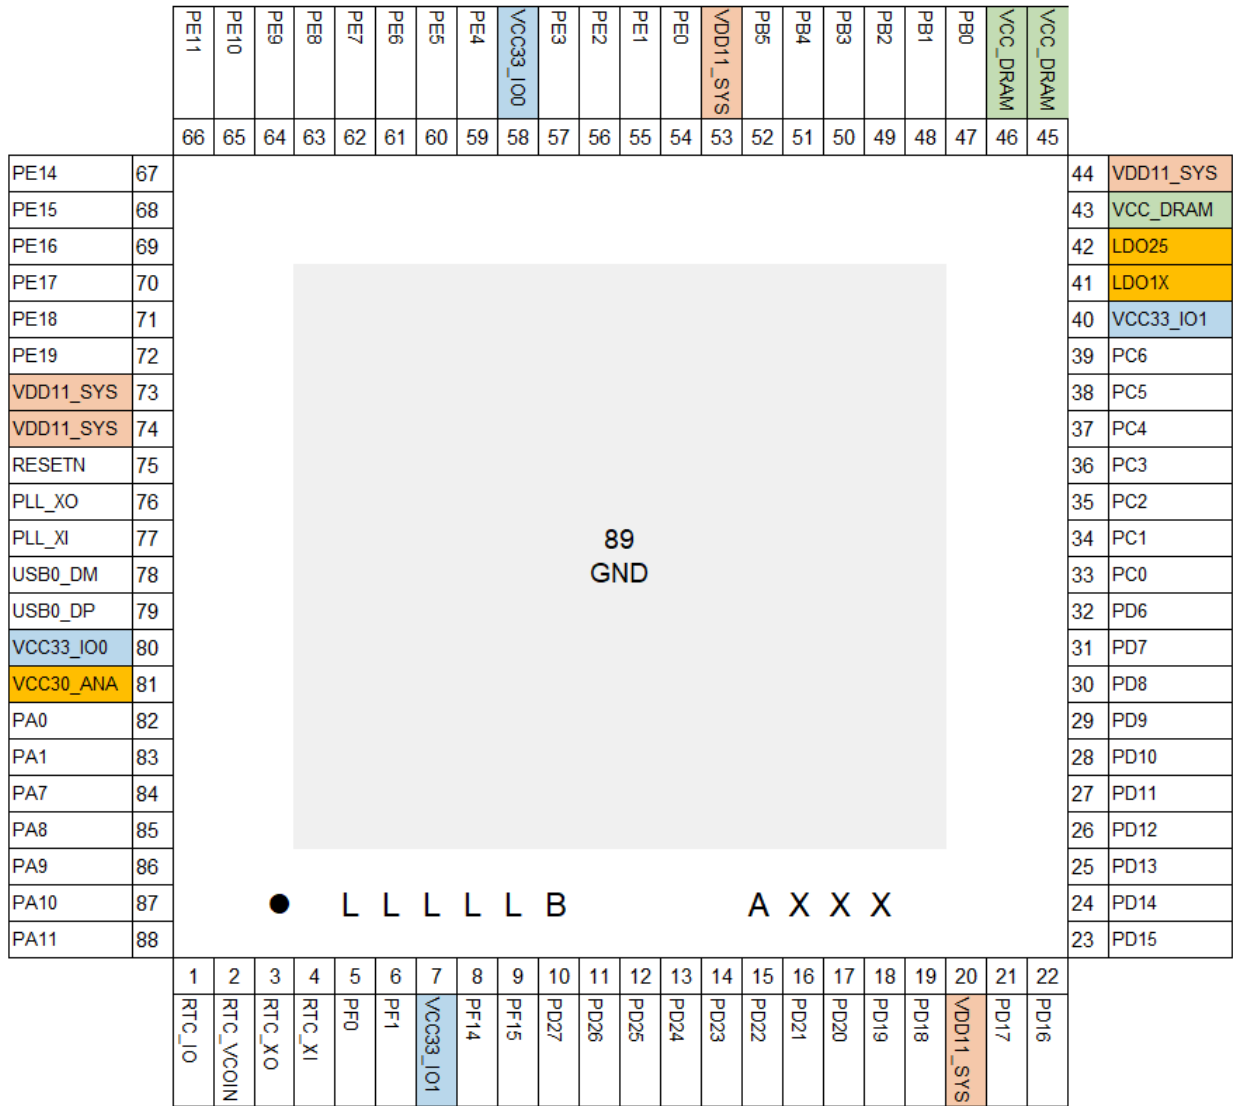 PE11 PE10 PE9 PE8 PE7 PE6 PE5 PE4 VCC33_IO0 PE3 PE2 PE1 PE0 VDD11_SYS PB5 PB4 PB3 PB2 PB1 PB0 VCC_DRAM VCC_DRAM
66 65 64 63 62 61 60 59 58 57 56 55 54 53 52 51 50 49 48 47 46 45
PE14 67 44 VDD11_SYS
PE15 68 43 VCC_DRAM
PE16 69 42 LDO25
PE17 70 41 LDO1X
PE18 71 40 VCC33_IO1
PE19 72 39 PC6
VDD11_SYS 73 38 PC5
VDD11_SYS 74 37 PC4
RESETN 75 36 PC3
PLL_XO 76 35 PC2
PLL_XI 77 34 PC1
89
GND
USB0_DM 78 33 PC0
USB0_DP 79 32 PD6
VCC33_IO0 80 31 PD7
VCC30_ANA 81 30 PD8
PA0 82 29 PD9
PA1 83 28 PD10
PA7 84 27 PD11
PA8 85 26 PD12
PA9 86 25 PD13
PA10 87 ● L L L L L B A X X X 24 PD14
PA11 88 23 PD15
1 2 3 4 5 6 7 8 9 10 11 12 13 14 15 16 17 18 19 20 21 22
RTC_IO RTC_VCOIN RTC_XO RTC_XI PF0 PF1 VCC33_IO1 PF14 PF15 PD27 PD26 PD25 PD24 PD23 PD22 PD21 PD20 PD19 PD18 VDD11_SYS PD17 PD16